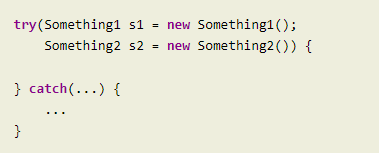 try(Something1 s1 = new Something1();
    Something2 s2 = new Something2()) {

} catch(...) {
    ...
}